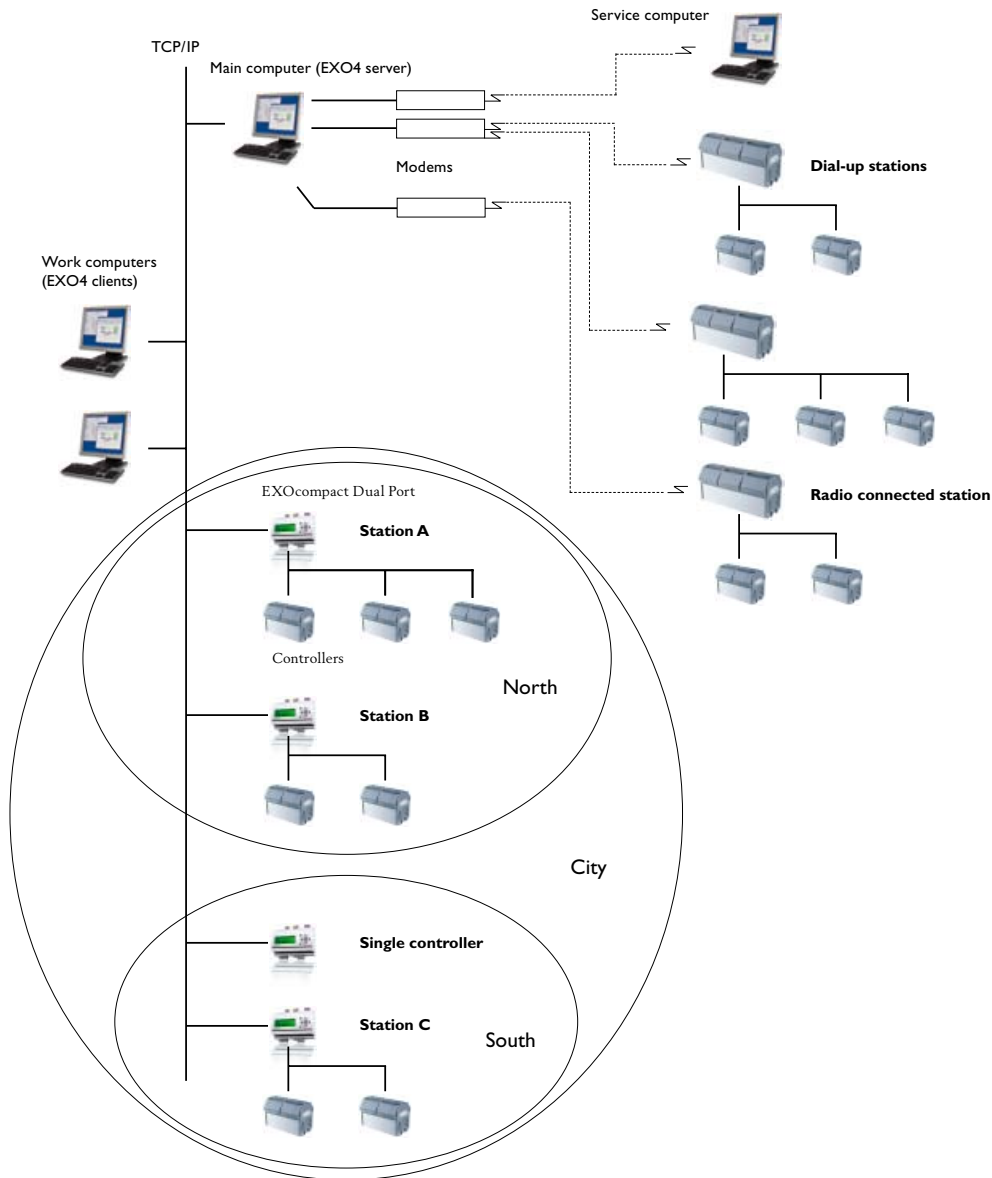 Service computer
TCP/IP
Main computer (EXO4 server)
Modems
Dial-up stations
Work computers
(EXO4 clients)
EXOcompact Dual Port
Station A
Radio connected station
Controllers
North
Station B
City
Single controller
Station C
South